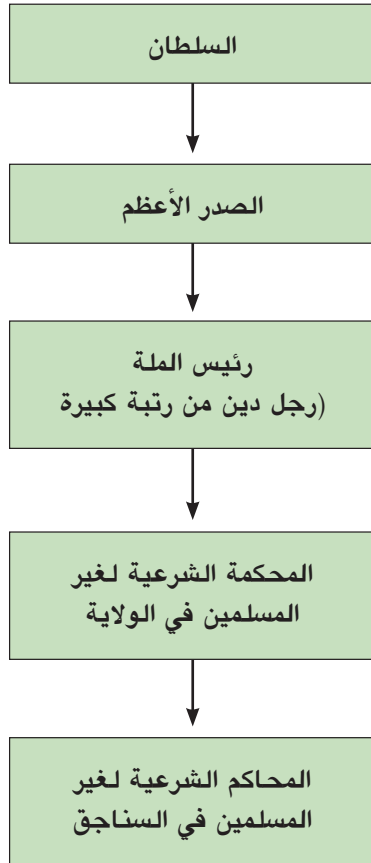 السلطان
الصدر الأعظم
رئيس الملة
(رجل دين من رتبة كبيرة
المحكمة الشرعية لغير
المسلمين في الولاية
المحاكم الشرعية لغير
المسلمين في السناجق